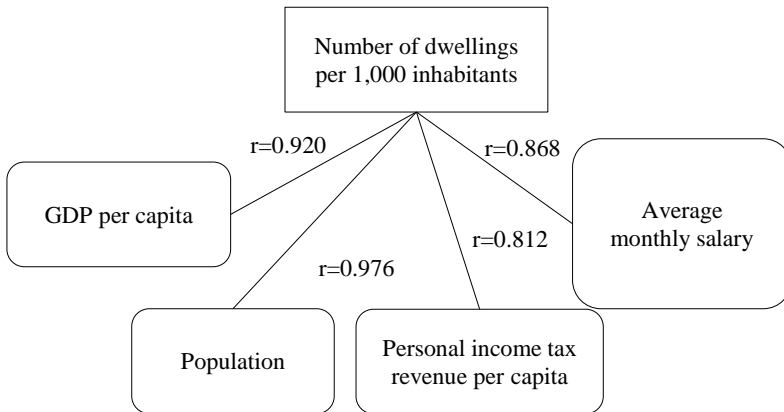 Number of dwellings
per 1,000 inhabitants
r=0.920
r=0.868
GDP per capita
Average
monthly salary
r=0.812
r=0.976
Population
Personal income tax
revenue per capita